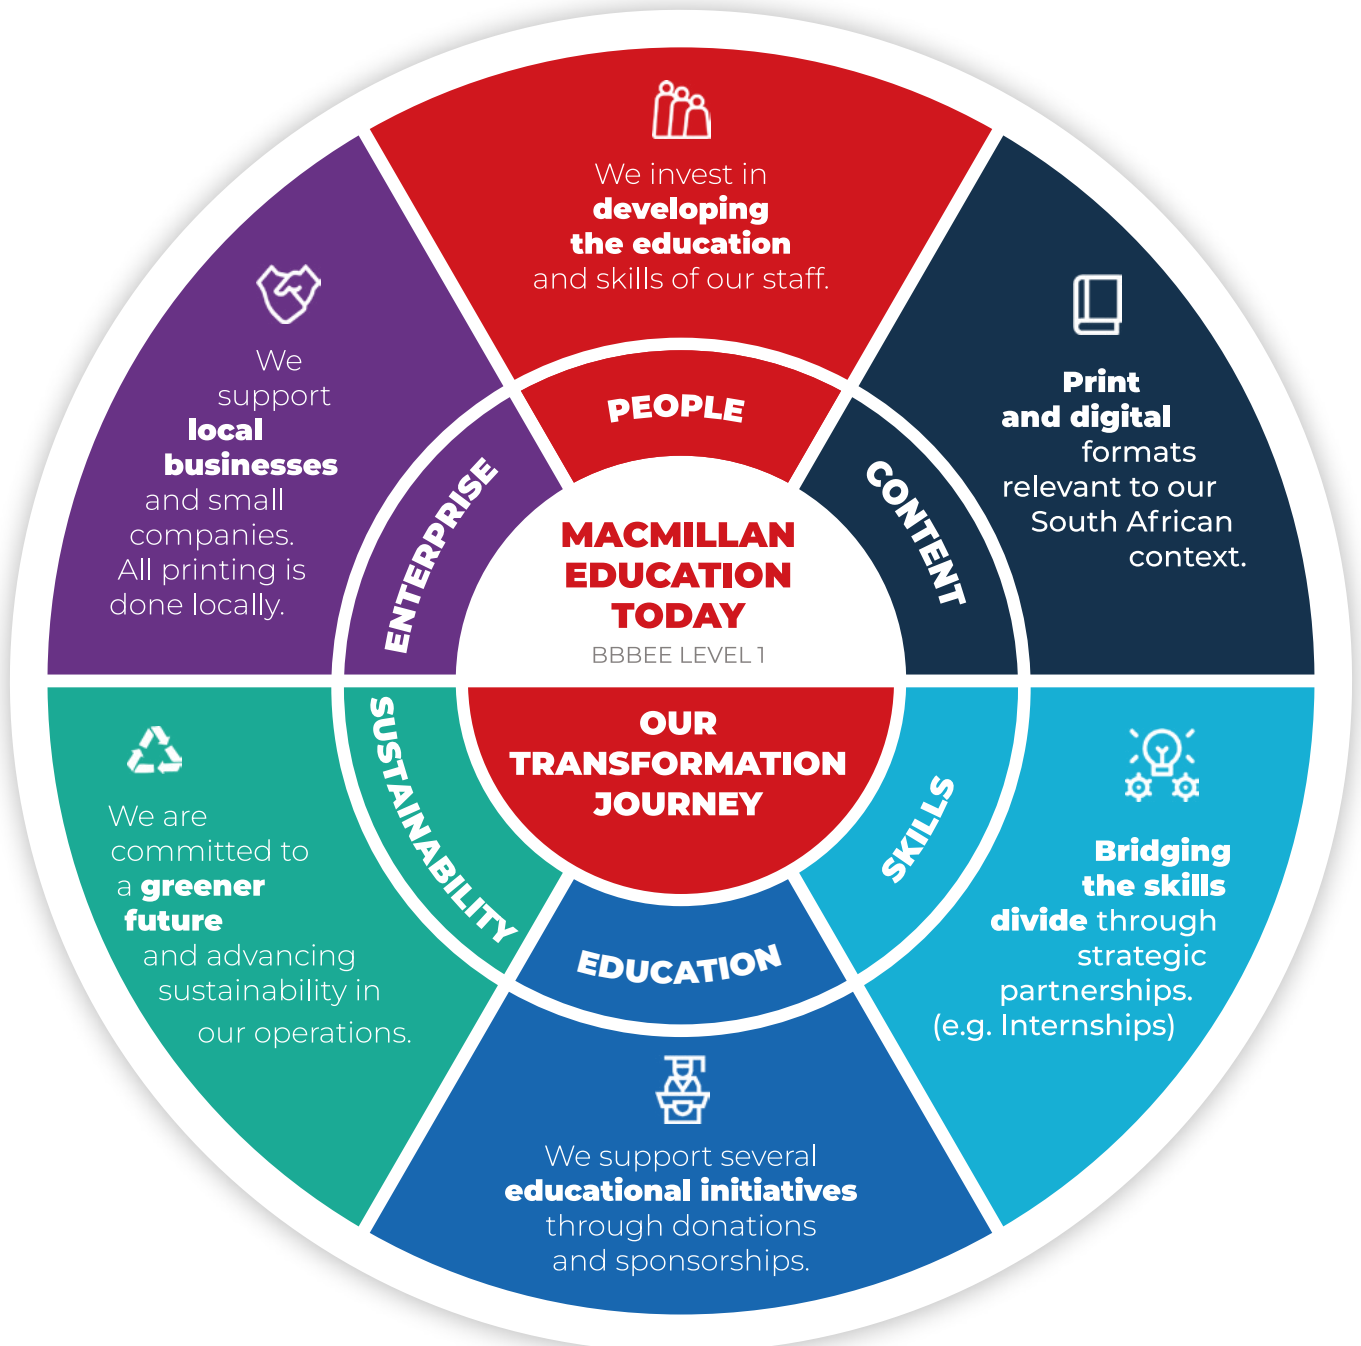 We invest in
developing
the education
and skills of our staff.
PEOPLE
Print
and digital
formats
relevant to our
South African
context.
CONTENT
Bridging
the skills
divide through
strategic
partnerships.
(e.g. Internships)
SKILLS
EDUCATION
We support several
educational initiatives
through donations
and sponsorships.
We are
committed to
a greener
future
and advancing
sustainability in
our operations.
SUSTAINABILITY
We
support
local
businesses
and small
companies.
All printing is
done locally.
ENTERPRISE
MACMILLAN
EDUCATION
TODAY
BBBEE LEVEL 1
OUR
TRANSFORMATION
JOURNEY